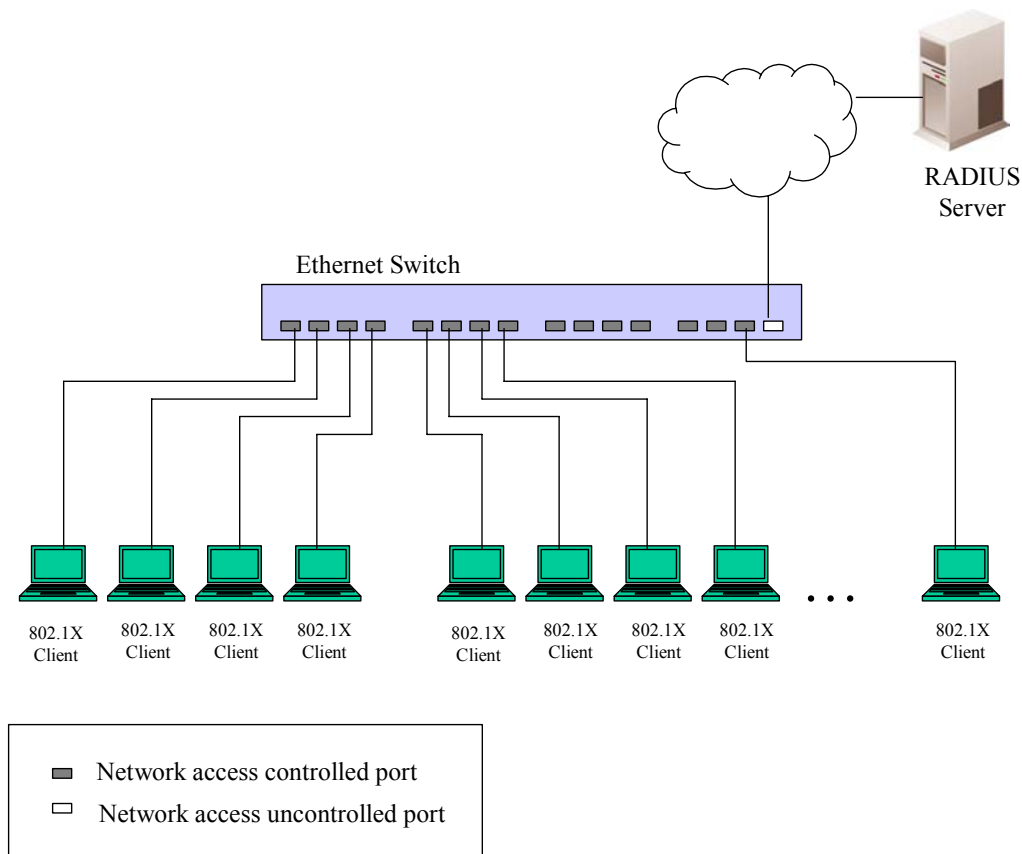 RADIUS
Server
Ethernet Switch
802.1X
Client
802.1X
Client
802.1X
Client
802.1X
Client
802.1X
Client
802.1X
Client
802.1X
Client
802.1X
Client
. . .
802.1X
Client
Network access controlled port
Network access uncontrolled port